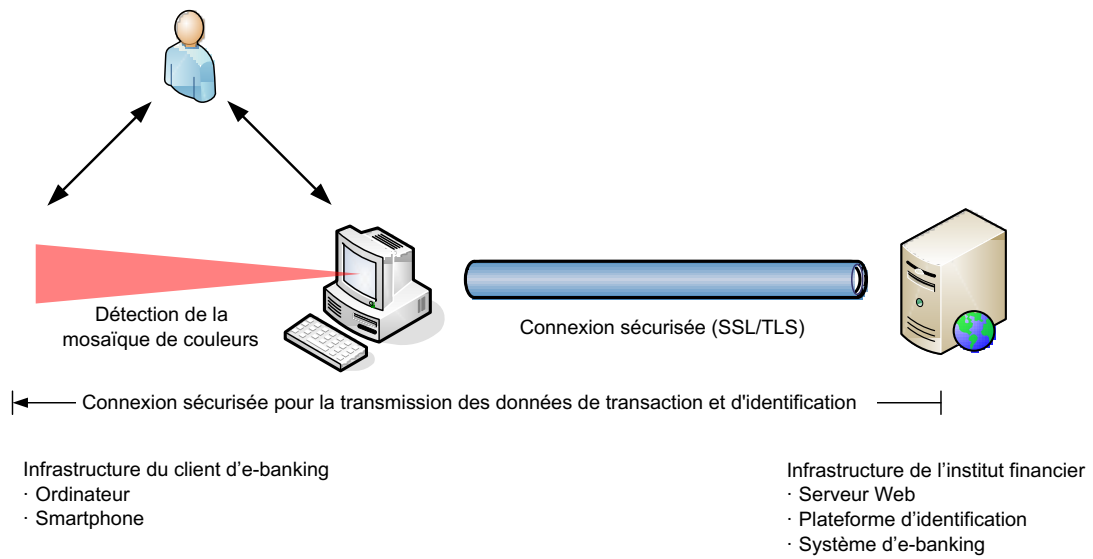 Détection de la
mosaïque de couleurs
Connexion sécurisée (SSL/TLS)
Connexion sécurisée pour la transmission des données de transaction et d'identification
Infrastructure du client d’e-banking
· Ordinateur
· Smartphone
Infrastructure de l’institut financier
· Serveur Web
· Plateforme d’identification
· Système d’e-banking